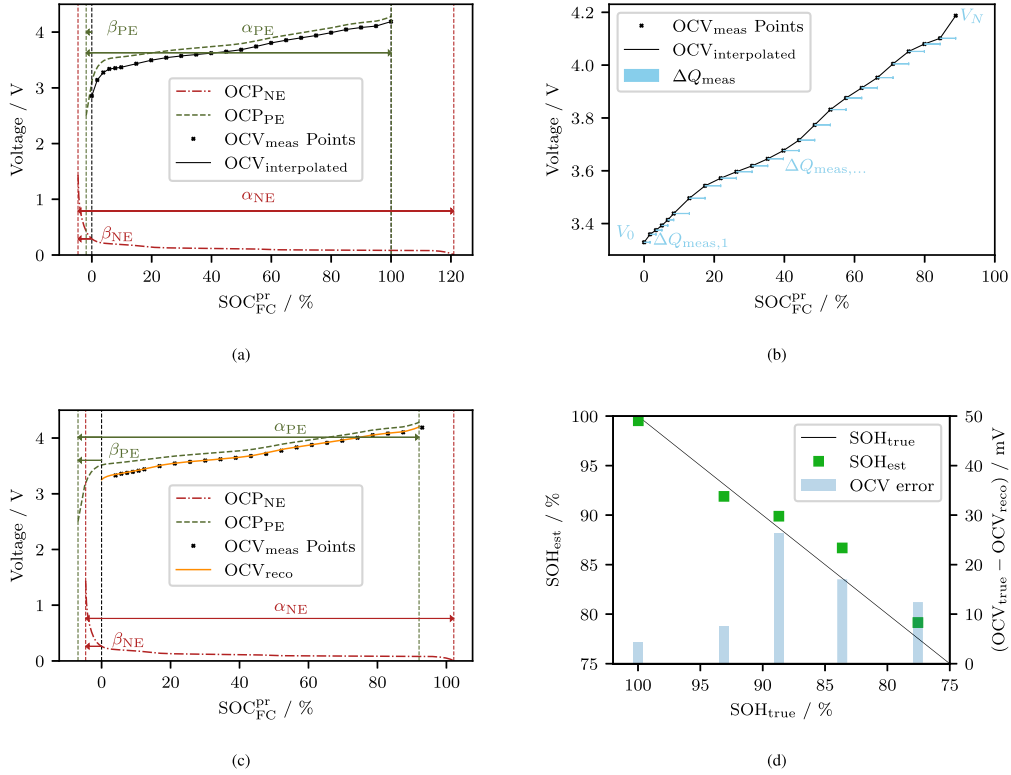 β_PE
α_PE
OCP_NE
OCP_PE
OCV_meas Points
OCV_interpolated
α_NE
β_NE
Voltage / V
4
3
2
1
0
0
20
40
60
80
100
120
SOC^pr_FC / %
(a)
OCV_meas Points
OCV_interpolated
ΔQ_meas
V_N
ΔQ_meas,...
V_0
ΔQ_meas,1
Voltage / V
4.2
4.0
3.8
3.6
3.4
0
20
40
60
80
100
SOC^pr_FC / %
(b)
α_PE
β_PE
OCP_NE
OCP_PE
OCV_meas Points
OCV_reco
α_NE
β_NE
Voltage / V
4
3
2
1
0
0
20
40
60
80
100
SOC^pr_FC / %
(c)
SOH_true
SOH_est
OCV error
SOH_est / %
100
95
90
85
80
75
50
40
30
20
10
0
(OCV_true − OCV_reco) / mV
100
95
90
85
80
75
SOH_true / %
(d)